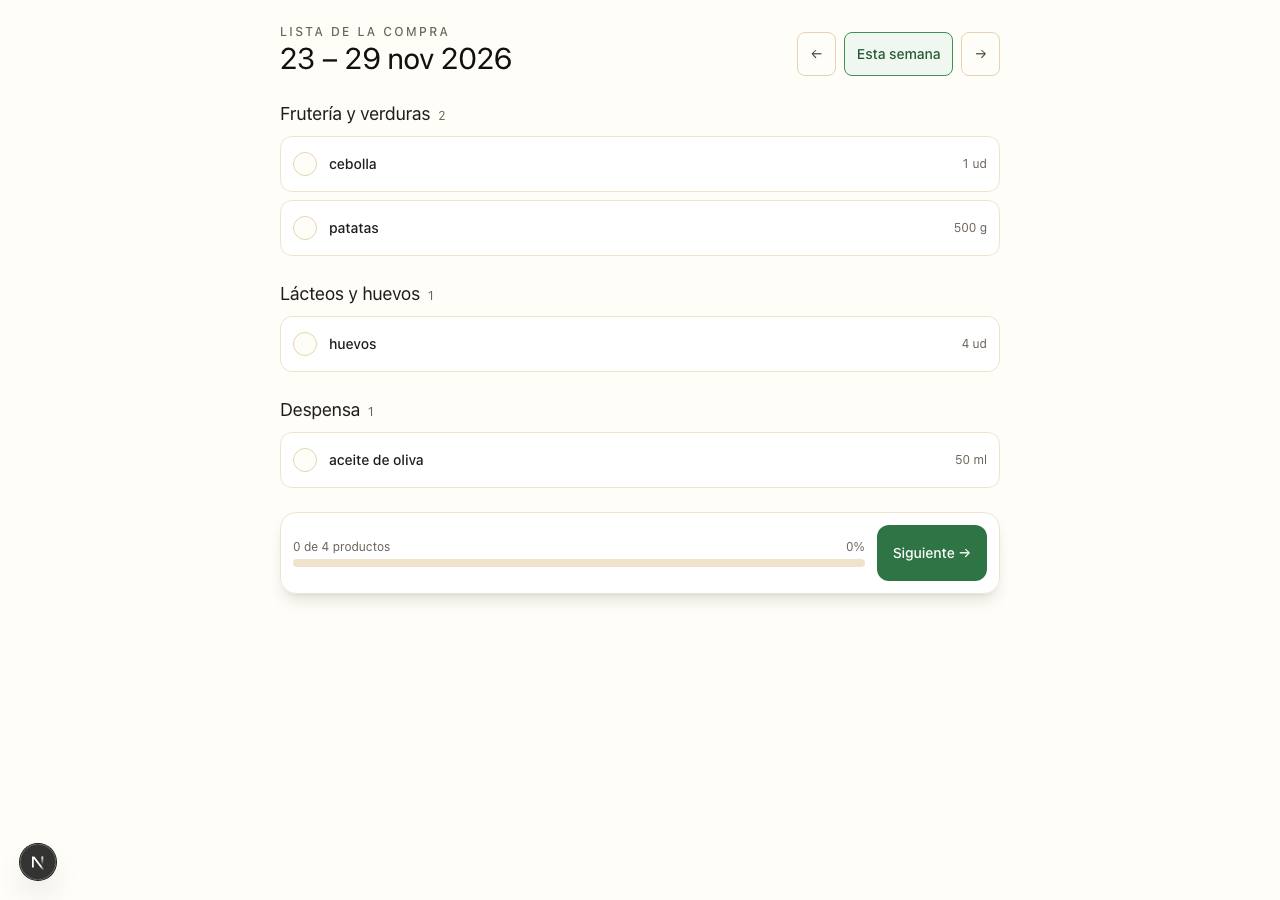 LISTA DE LA COMPRA
23 – 29 nov 2026
← Esta semana →
Frutería y verduras 2
cebolla 1 ud
patatas 500 g
Lácteos y huevos 1
huevos 4 ud
Despensa 1
aceite de oliva 50 ml
0 de 4 productos 0%
Siguiente →
N